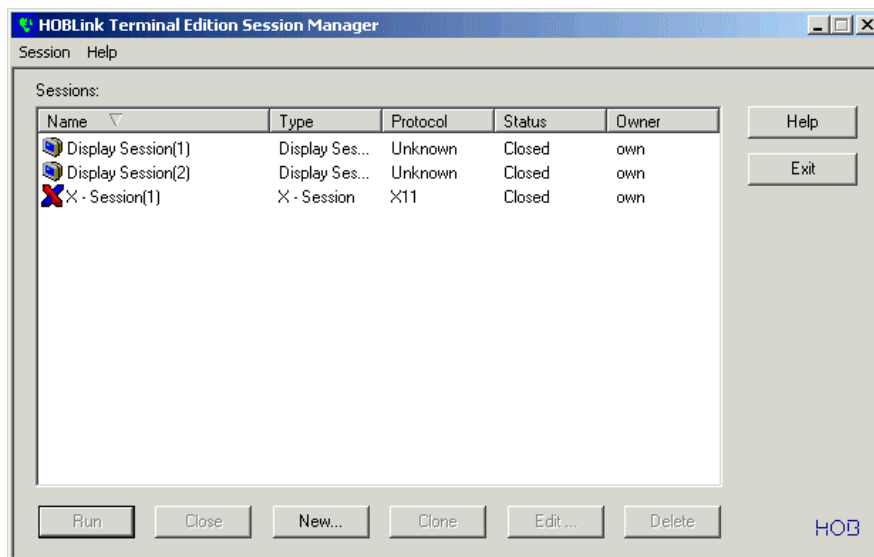 HOBLink Terminal Edition Session Manager
Session Help
Sessions:
Name Type Protocol Status Owner
Display Session(1) Display Ses... Unknown Closed own
Display Session(2) Display Ses... Unknown Closed own
X - Session(1) X - Session X11 Closed own
Help
Exit
Run Close New... Clone Edit ... Delete
HOB